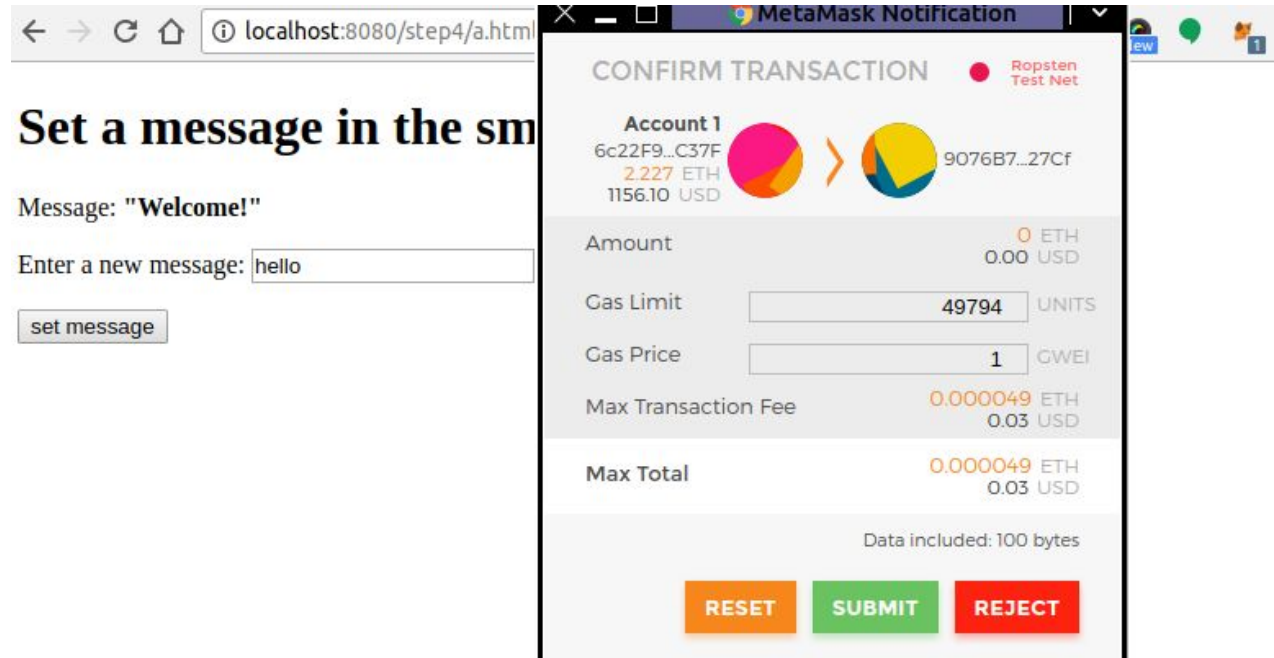 localhost:8080/step4/a.html
Set a message in the sm
Message: "Welcome!"
Enter a new message: hello
set message
MetaMask Notification
CONFIRM TRANSACTION
Ropsten
Test Net
Account 1
6c22F9...C37F
2.227 ETH
1156.10 USD
9076B7...27Cf
Amount
0 ETH
0.00 USD
Gas Limit
49794 UNITS
Gas Price
1 GWEI
Max Transaction Fee
0.000049 ETH
0.03 USD
Max Total
0.000049 ETH
0.03 USD
Data included: 100 bytes
RESET SUBMIT REJECT
1